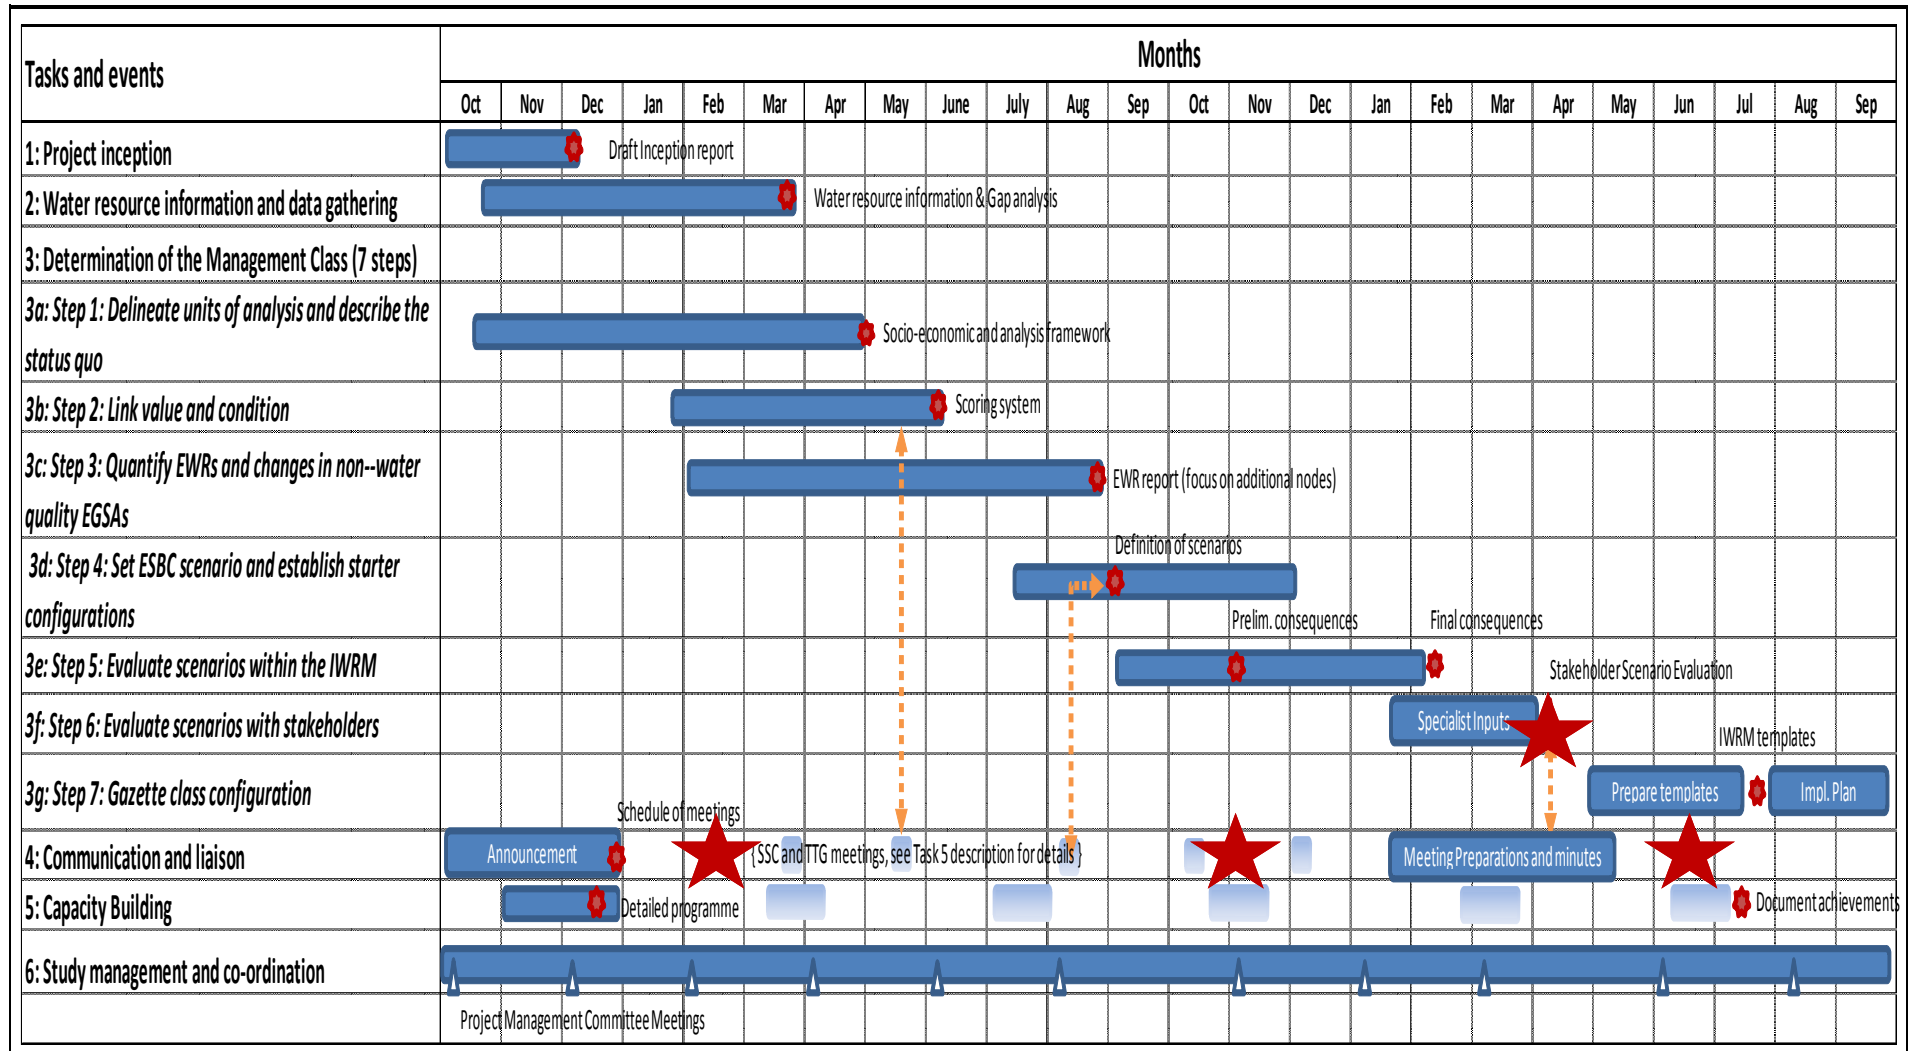 Tasks and events
Months
Oct Nov Dec Jan Feb Mar Apr May June July Aug Sep Oct Nov Dec Jan Feb Mar Apr May Jun Jul Aug Sep
1: Project inception
Draft Inception report
2: Water resource information and data gathering
Water resource information & Gap analysis
3: Determination of the Management Class (7 steps)
3a: Step 1: Delineate units of analysis and describe the
status quo
Socio-economic and analysis framework
3b: Step 2: Link value and condition
Scoring system
3c: Step 3: Quantify EWRs and changes in non--water
quality EGSAs
EWR report (focus on additional nodes)
3d: Step 4: Set ESBC scenario and establish starter
configurations
Definition of scenarios
Prelim. consequences
Final consequences
3e: Step 5: Evaluate scenarios within the IWRM
Stakeholder Scenario Evaluation
3f: Step 6: Evaluate scenarios with stakeholders
Specialist Inputs
IWRM templates
3g: Step 7: Gazette class configuration
Prepare templates
Impl. Plan
Schedule of meetings
4: Communication and liaison
Announcement
{ SSC and TTG meetings, see Task 5 description for details }
Meeting Preparations and minutes
5: Capacity Building
Detailed programme
Document achievements
6: Study management and co-ordination
Project Management Committee Meetings